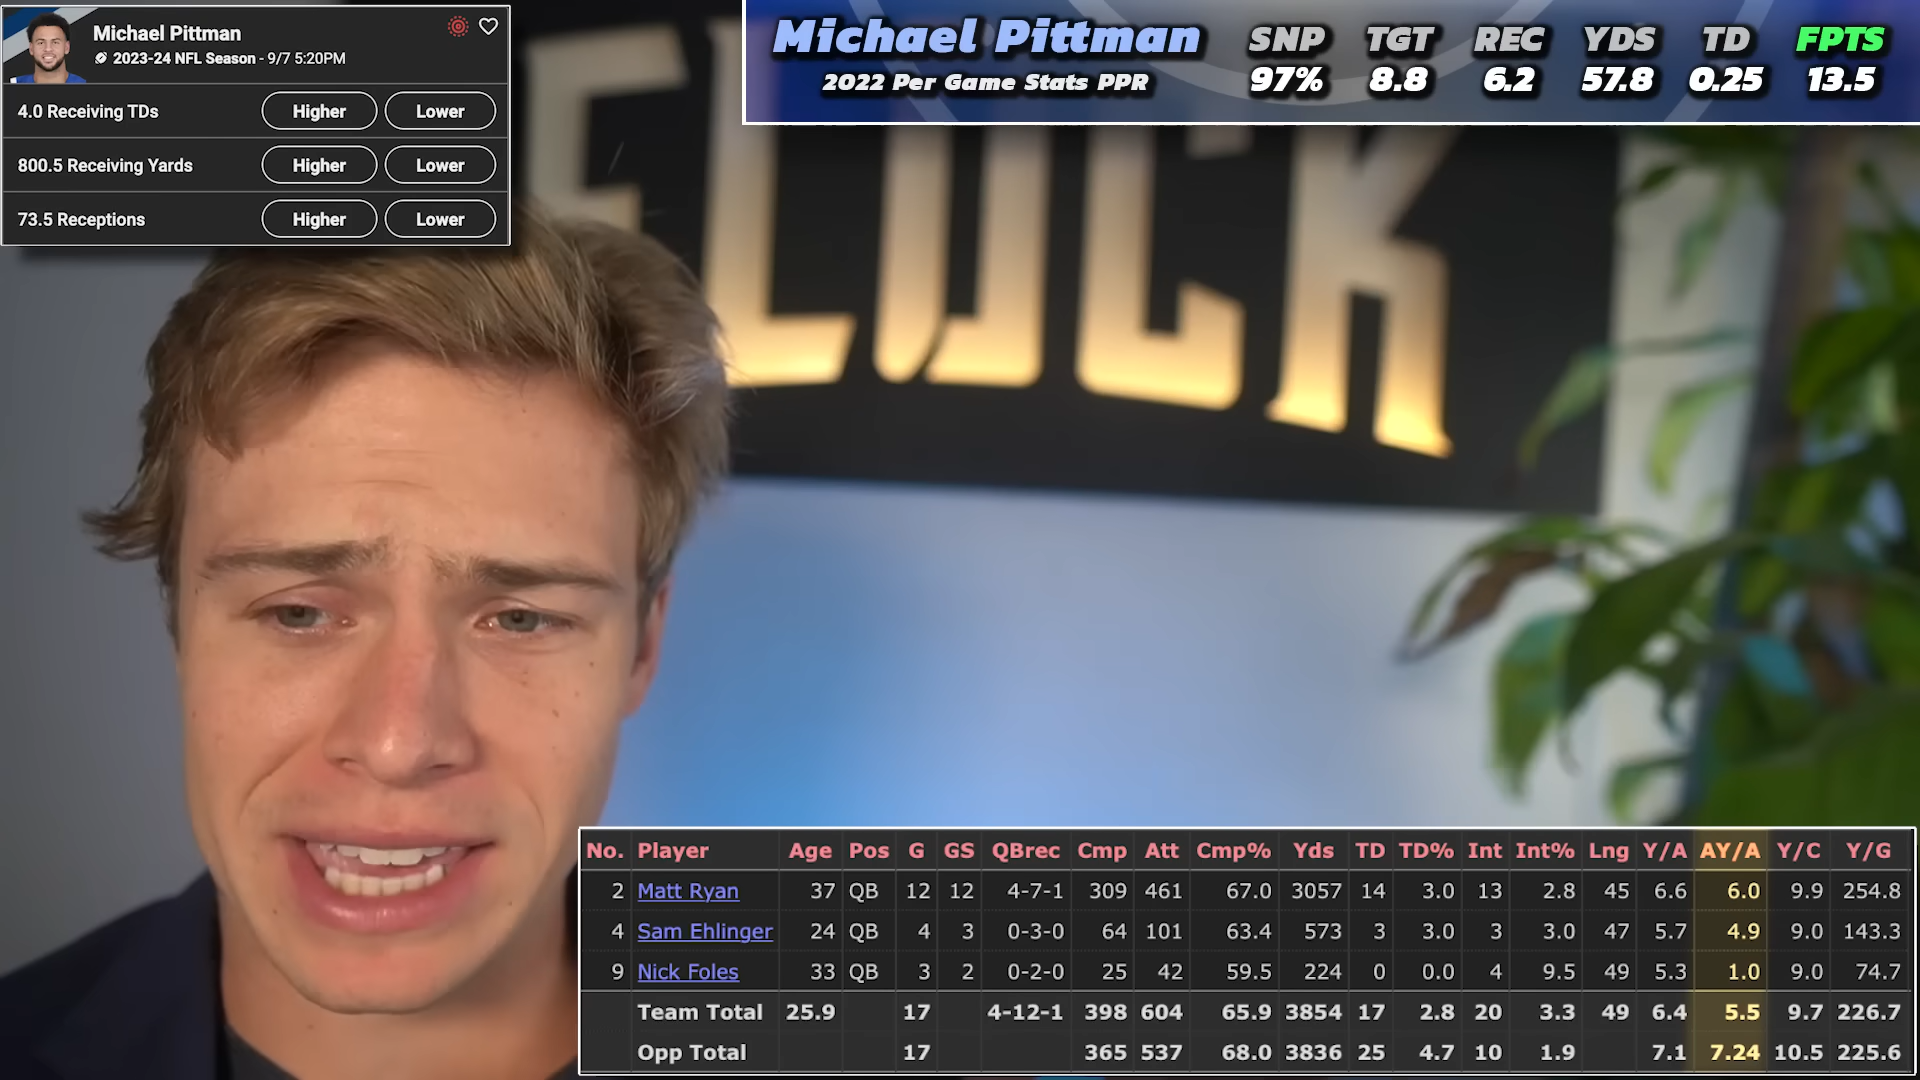 Michael Pittman
2023-24 NFL Season - 9/7 5:20PM
4.0 Receiving TDs Higher Lower
800.5 Receiving Yards Higher Lower
73.5 Receptions Higher Lower
Michael Pittman SNP TGT REC YDS TD FPTS
2022 Per Game Stats PPR 97% 8.8 6.2 57.8 0.25 13.5
FLOCK
No. Player Age Pos G GS QBrec Cmp Att Cmp% Yds TD TD% Int Int% Lng Y/A AY/A Y/C Y/G
2 Matt Ryan 37 QB 12 12 4-7-1 309 461 67.0 3057 14 3.0 13 2.8 45 6.6 6.0 9.9 254.8
4 Sam Ehlinger 24 QB 4 3 0-3-0 64 101 63.4 573 3 3.0 3 3.0 47 5.7 4.9 9.0 143.3
9 Nick Foles 33 QB 3 2 0-2-0 25 42 59.5 224 0 0.0 4 9.5 49 5.3 1.0 9.0 74.7
Team Total 25.9 17 4-12-1 398 604 65.9 3854 17 2.8 20 3.3 49 6.4 5.5 9.7 226.7
Opp Total 17 365 537 68.0 3836 25 4.7 10 1.9 7.1 7.24 10.5 225.6